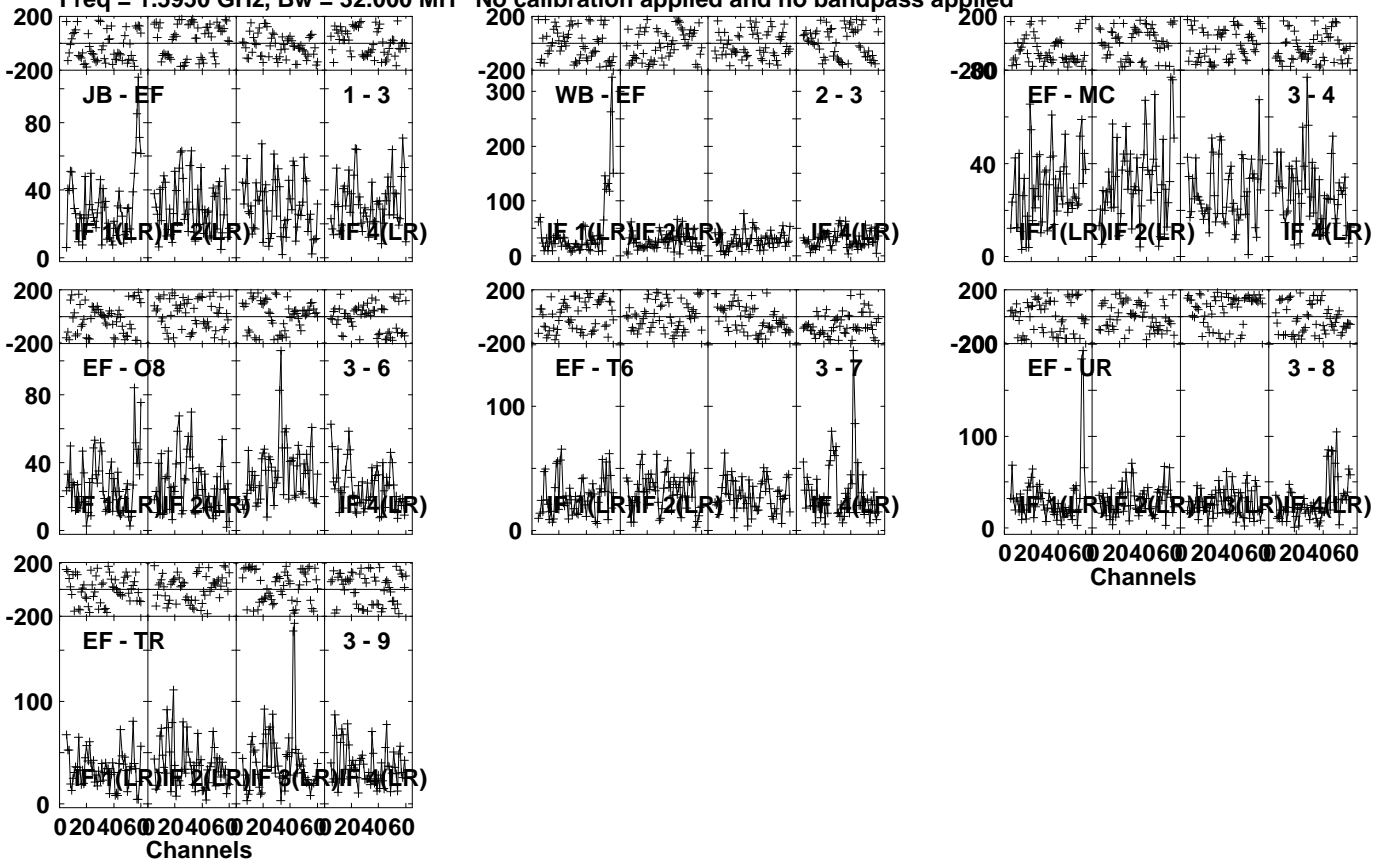 Freq = 1.5950 GHz, Bw = 32.000 MH No calibration applied and no bandpass applied
200
-200
JB - EF 1 - 3
80
40
0
IF 1(LR) IF 2(LR) IF 4(LR)
200
-200
WB - EF 2 - 3
300
200
100
0
IF 1(LR) IF 2(LR) IF 4(LR)
200
-200
80
EF - MC 3 - 4
40
0
IF 1(LR) IF 2(LR) IF 4(LR)
200
-200
EF - O8 3 - 6
80
40
0
IF 1(LR) IF 2(LR) IF 4(LR)
200
-200
EF - T6 3 - 7
100
0
IF 1(LR) IF 2(LR) IF 4(LR)
200
-200
200
EF - UR 3 - 8
100
0
IF 1(LR) IF 2(LR) IF 3(LR) IF 4(LR)
0 20 40 60 0 20 40 60 0 20 40 60 0 20 40 60
Channels
200
-200
EF - TR 3 - 9
100
0
IF 1(LR) IF 2(LR) IF 3(LR) IF 4(LR)
0 20 40 60 0 20 40 60 0 20 40 60 0 20 40 60
Channels